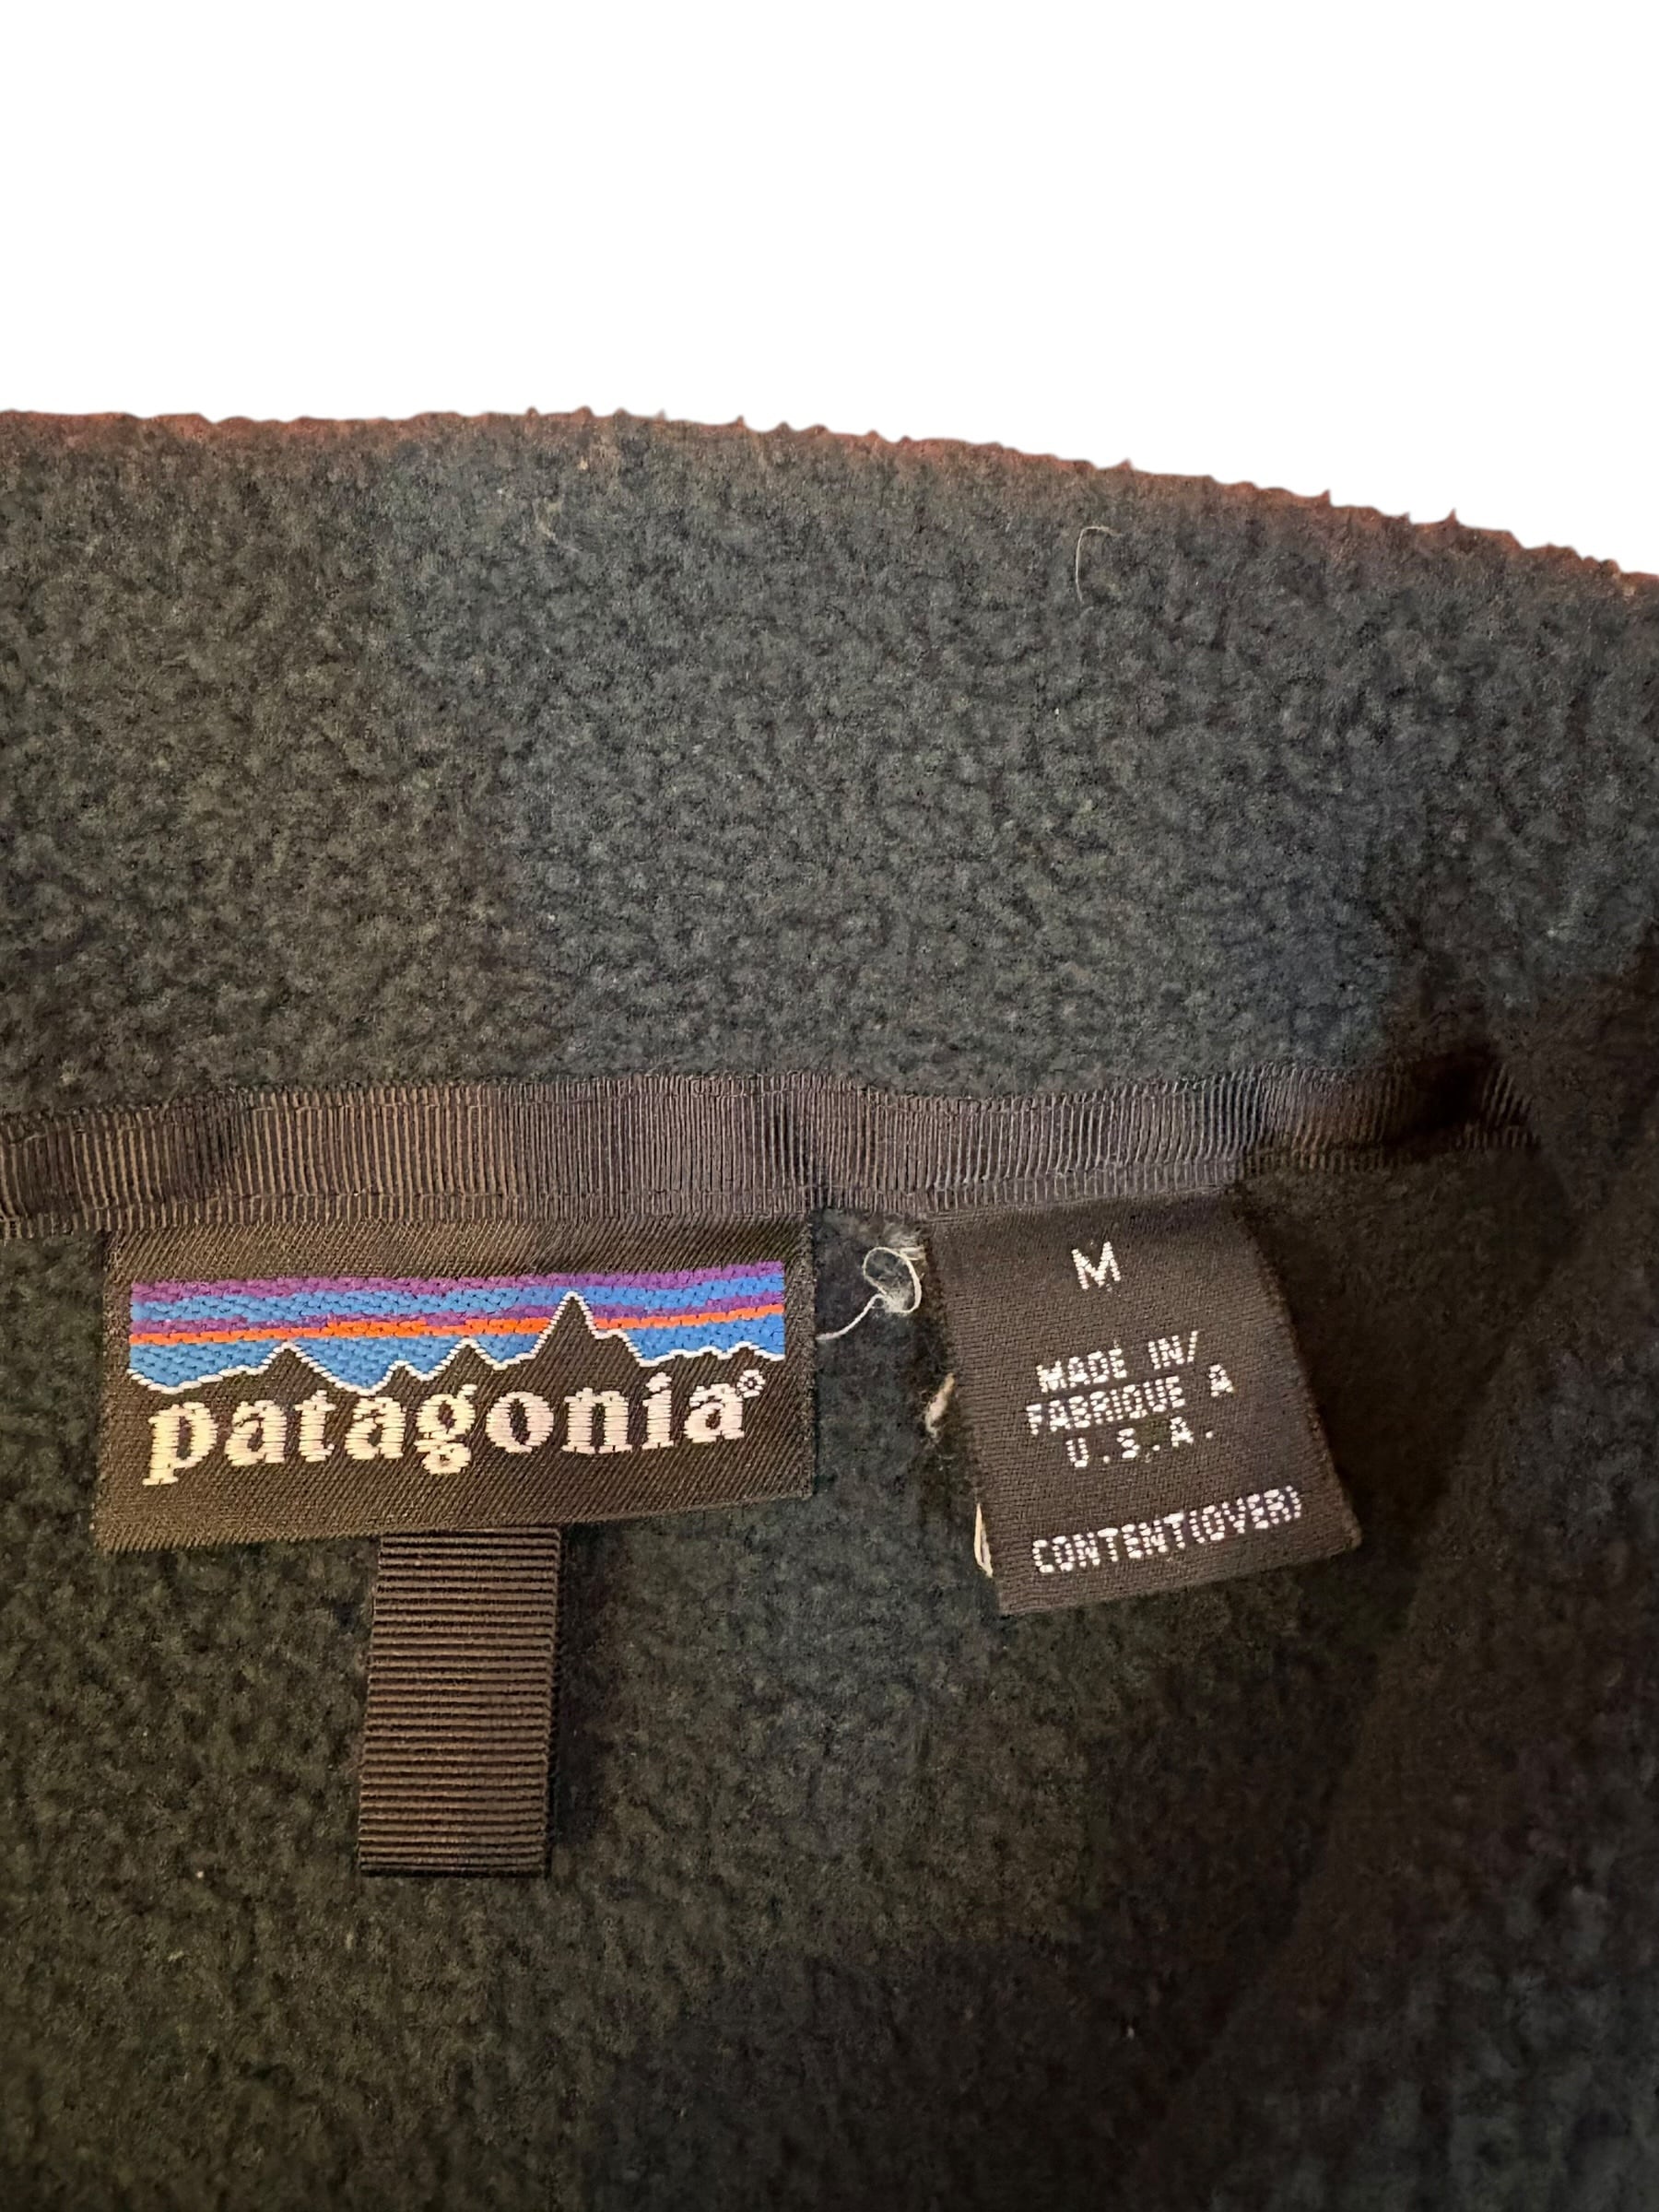 patagonia®
M
MADE IN/
FABRIQUE A
U.S.A.
CONTENT(OVER)